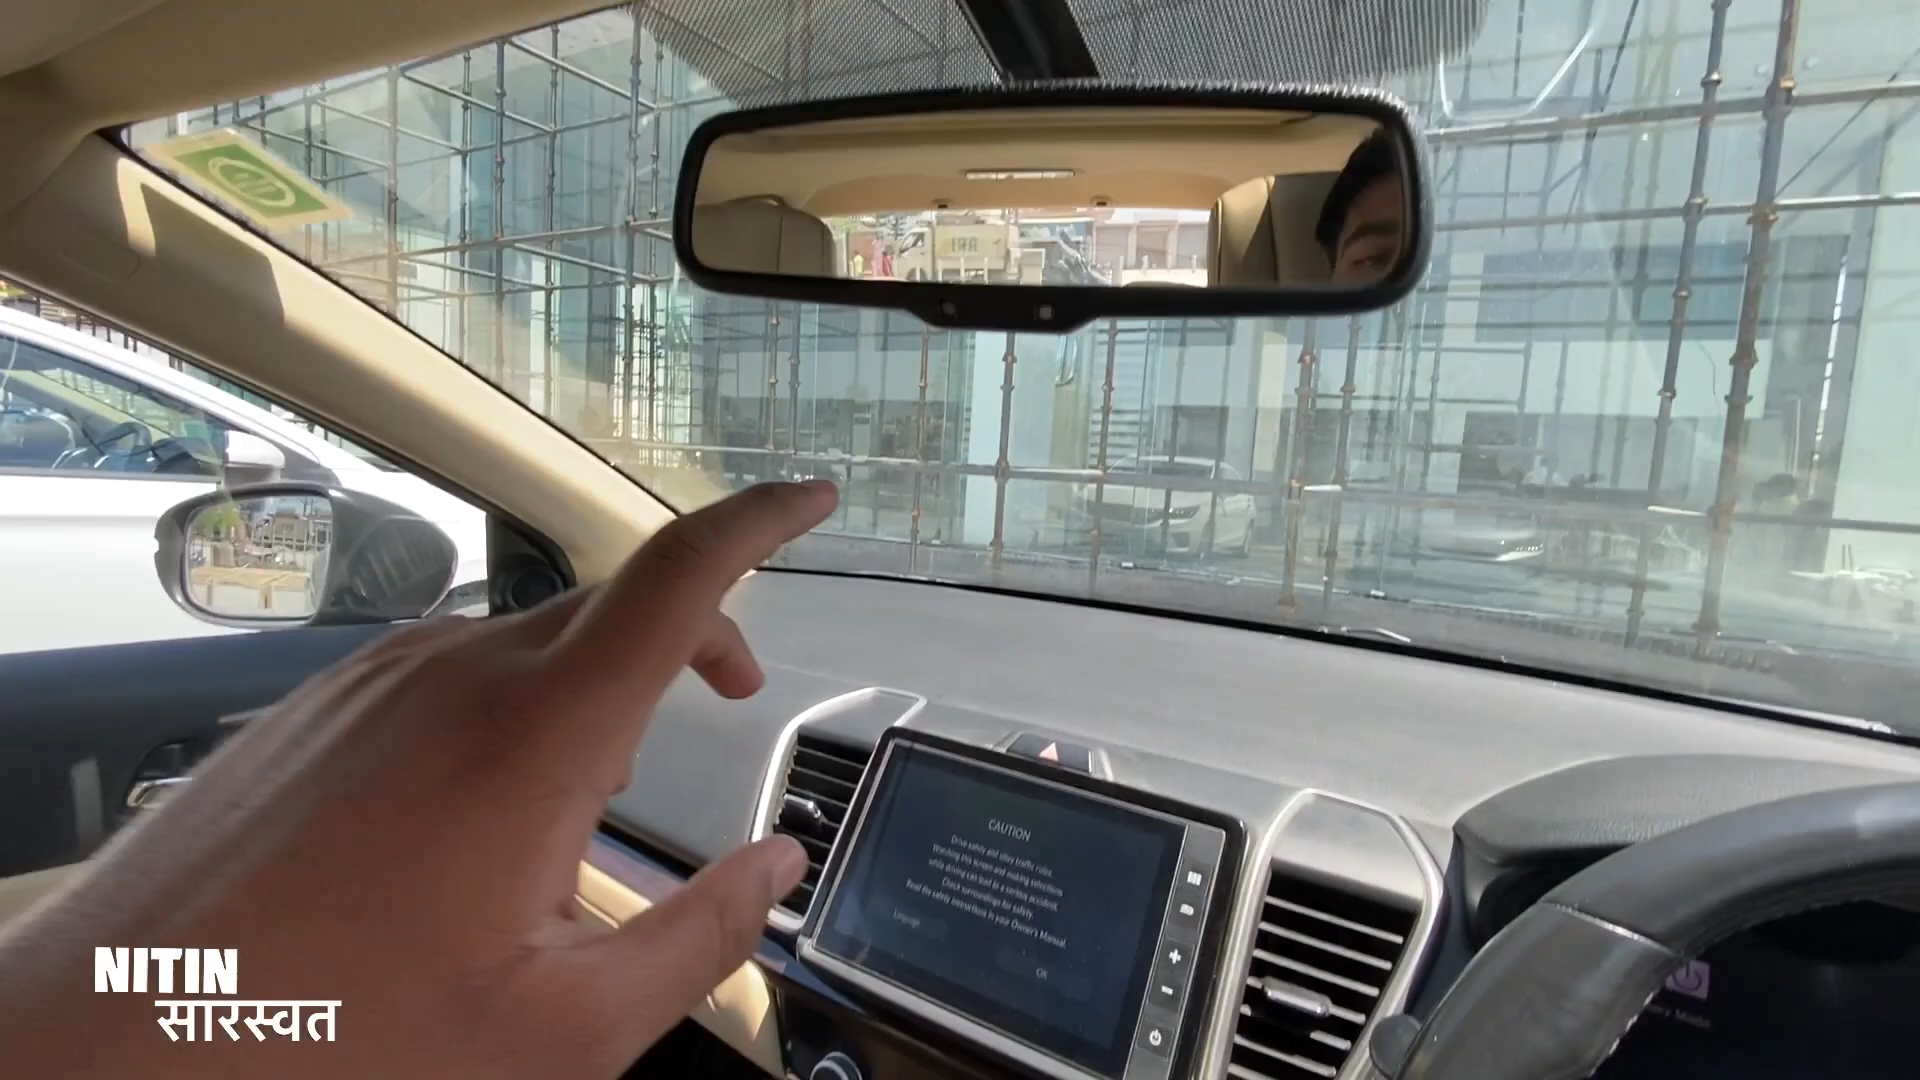 CAUTION
Drive safely and obey traffic rules.
Watching this screen and making selections
while driving can lead to a serious accident.
Check surroundings for safety.
Read the safety instructions in your Owner's Manual.
Language
OK
NITIN
सारस्वत